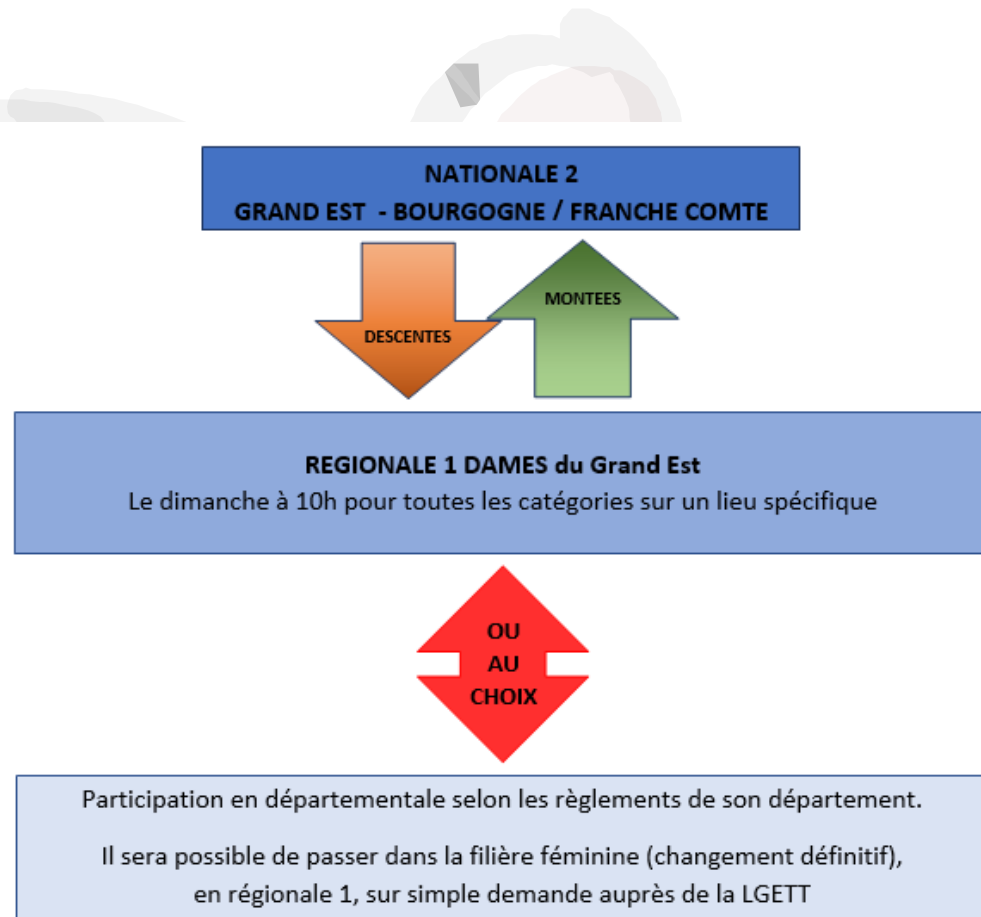 NATIONALE 2
GRAND EST - BOURGOGNE / FRANCHE COMTE
DESCENTES
MONTEES
REGIONALE 1 DAMES du Grand Est
Le dimanche à 10h pour toutes les catégories sur un lieu spécifique
OU
AU
CHOIX
Participation en départementale selon les règlements de son département.
Il sera possible de passer dans la filière féminine (changement définitif),
en régionale 1, sur simple demande auprès de la LGETT